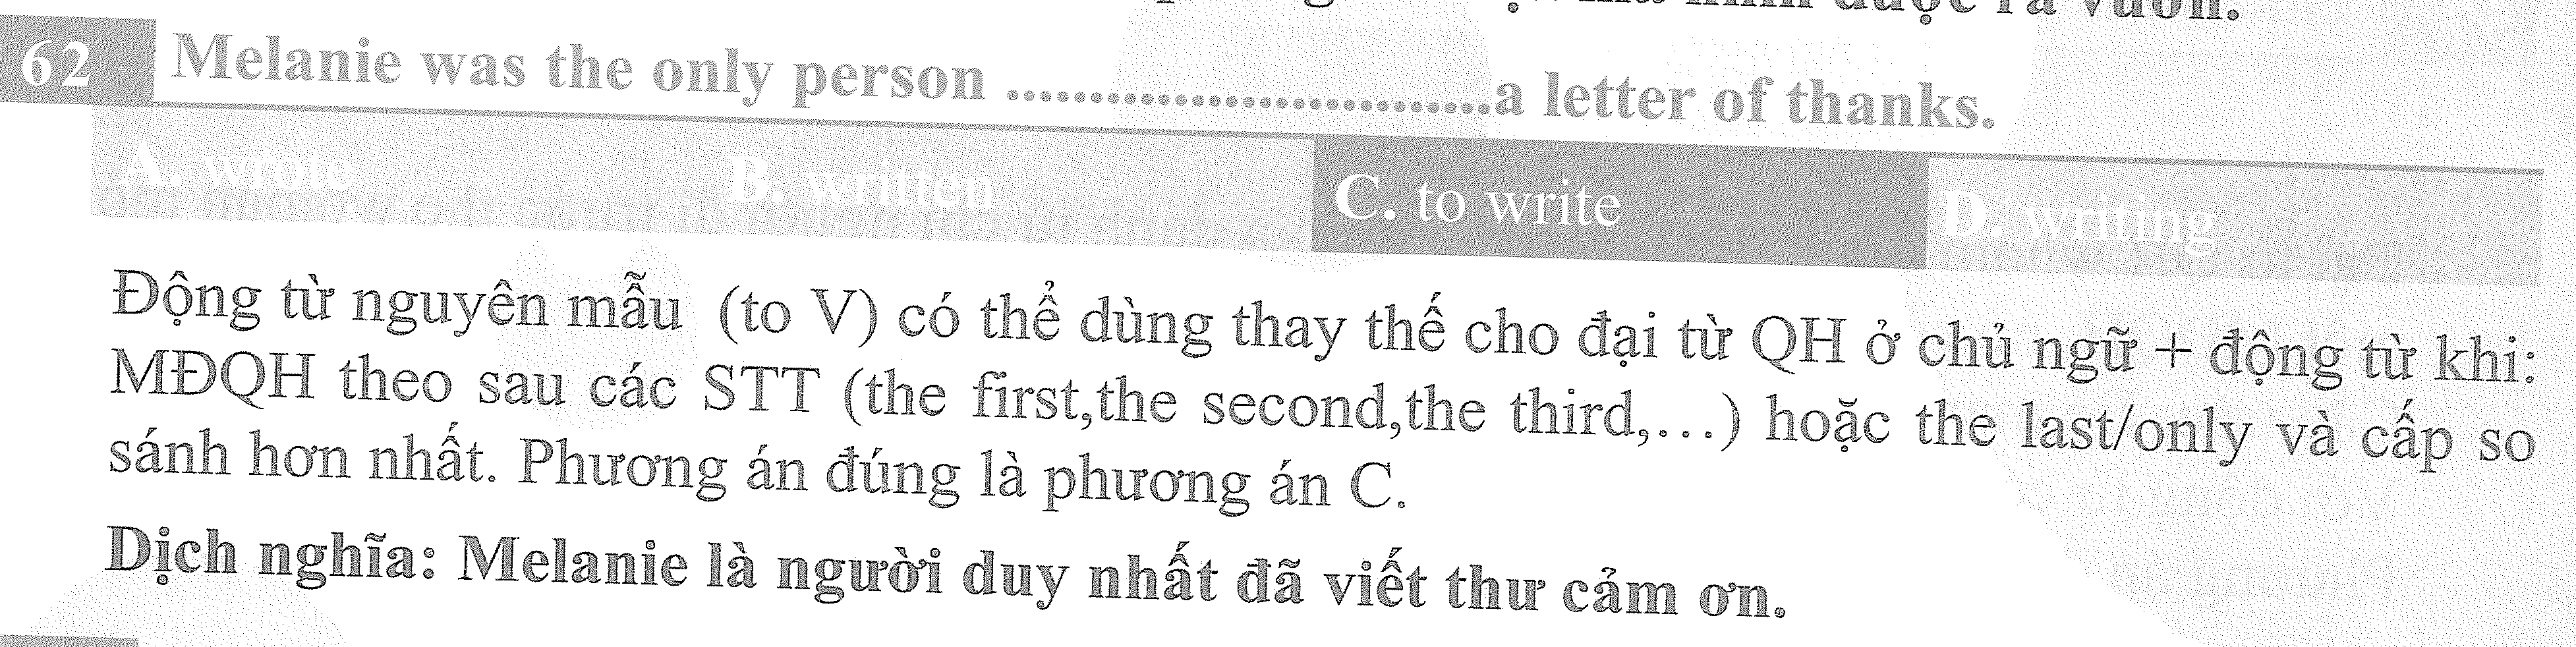 được ra vườn.
62 Melanie was the only person ..................................a letter of thanks.
A. wrote B. written C. to write D. writing
Động từ nguyên mẫu (to V) có thể dùng thay thế cho đại từ QH ở chủ ngữ + động từ khi:
MĐQH theo sau các STT (the first,the second,the third,...) hoặc the last/only và cấp so
sánh hơn nhất. Phương án đúng là phương án C.
Dịch nghĩa: Melanie là người duy nhất đã viết thư cảm ơn.